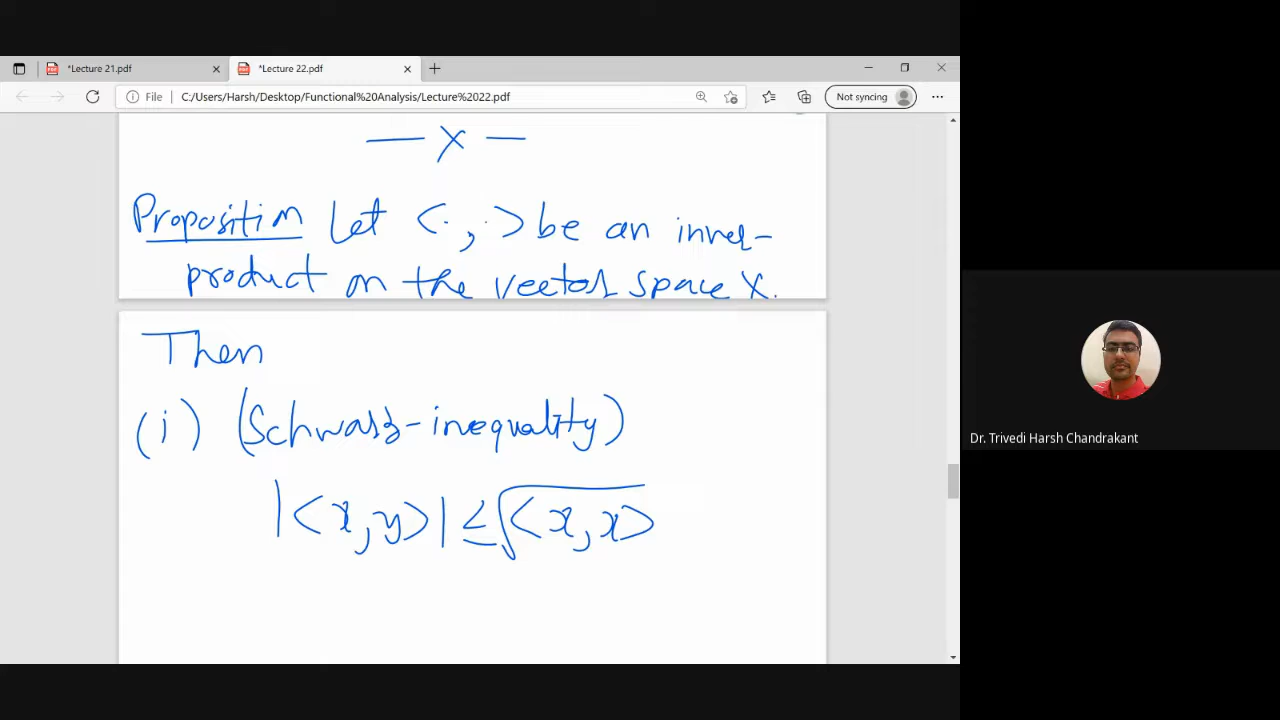 *Lecture 21.pdf
*Lecture 22.pdf
File | C:/Users/Harsh/Desktop/Functional%20Analysis/Lecture%2022.pdf
Not syncing
— X —
Proposition Let <·,·> be an inner-
product on the vector space X.
Then
(i) (Schwarz-inequality)
|<x,y>| ≤ √<x,x>
Dr. Trivedi Harsh Chandrakant